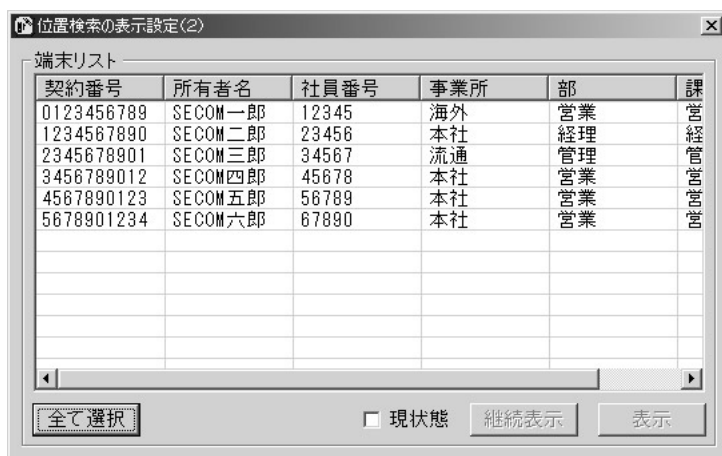 位置検索の表示設定(2)
端末リスト
契約番号 所有者名 社員番号 事業所 部 課
0123456789 SECOM一郎 12345 海外 営業 営
1234567890 SECOM二郎 23456 本社 経理 経
2345678901 SECOM三郎 34567 流通 管理 管
3456789012 SECOM四郎 45678 本社 営業 営
4567890123 SECOM五郎 56789 本社 営業 営
5678901234 SECOM六郎 67890 本社 営業 営
全て選択 現状態 継続表示 表示